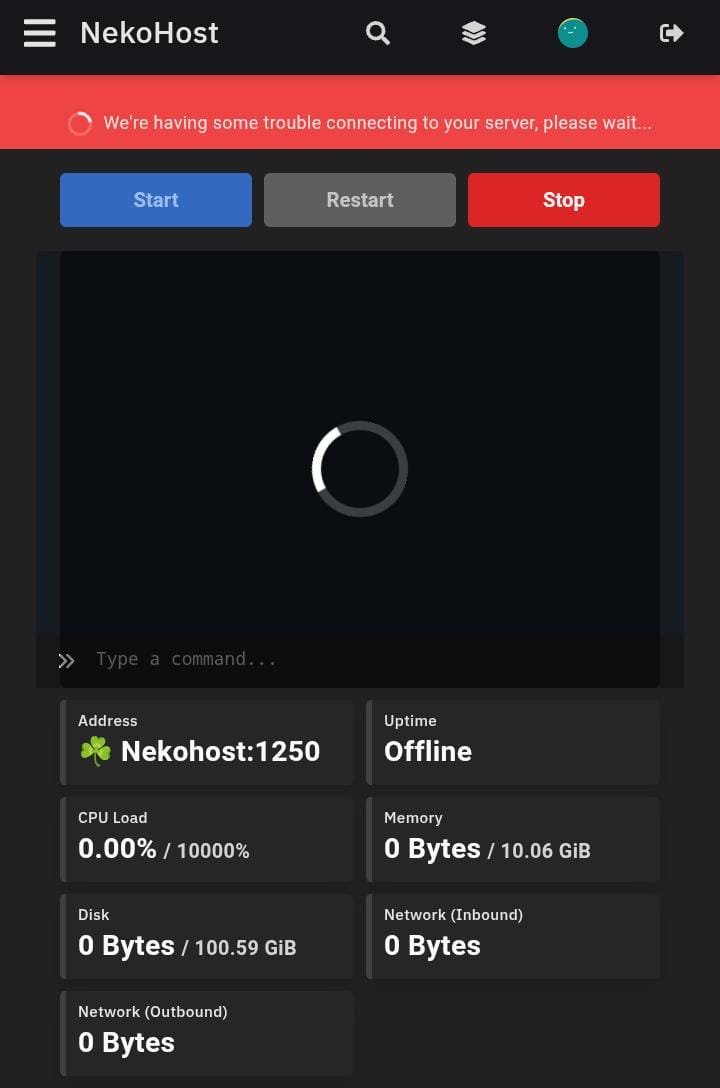 NekoHost
We're having some trouble connecting to your server, please wait...
Start
Restart
Stop
Type a command...
Address
☘️ Nekohost:1250
Uptime
Offline
CPU Load
0.00% / 10000%
Memory
0 Bytes / 10.06 GiB
Disk
0 Bytes / 100.59 GiB
Network (Inbound)
0 Bytes
Network (Outbound)
0 Bytes